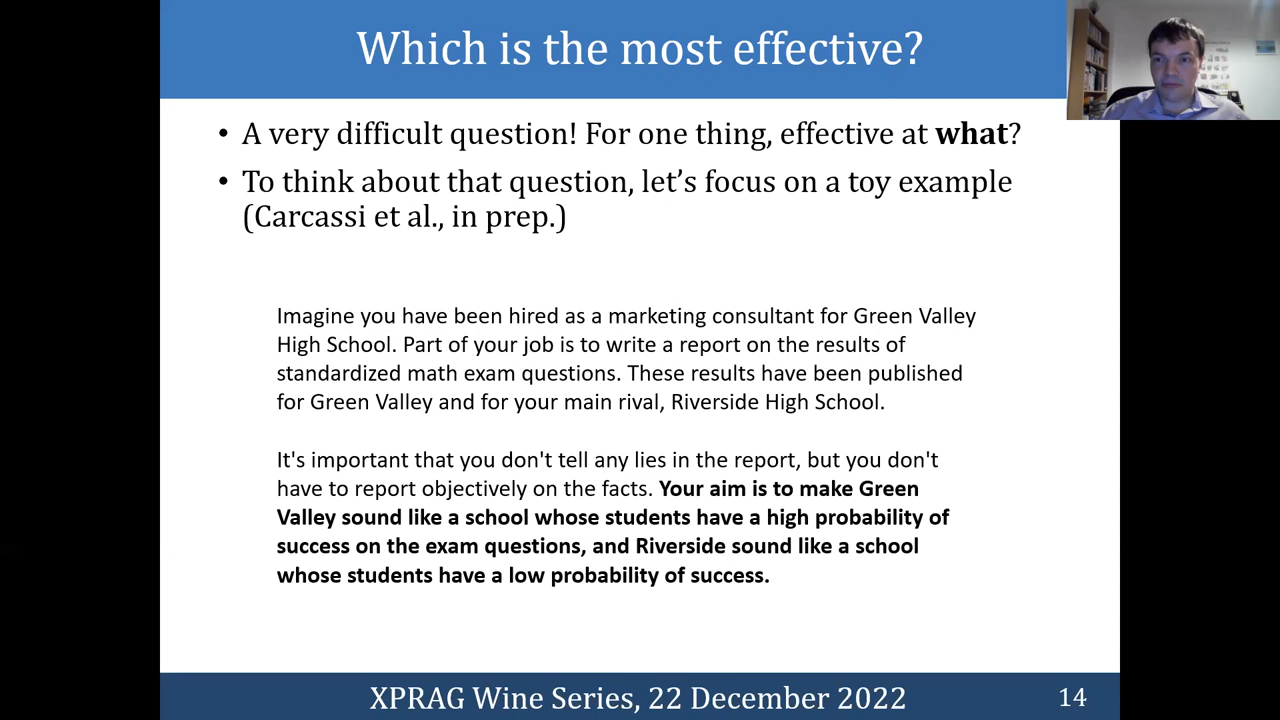 Which is the most effective?
• A very difficult question! For one thing, effective at what?
• To think about that question, let's focus on a toy example
(Carcassi et al., in prep.)
Imagine you have been hired as a marketing consultant for Green Valley
High School. Part of your job is to write a report on the results of
standardized math exam questions. These results have been published
for Green Valley and for your main rival, Riverside High School.
It's important that you don't tell any lies in the report, but you don't
have to report objectively on the facts. Your aim is to make Green
Valley sound like a school whose students have a high probability of
success on the exam questions, and Riverside sound like a school
whose students have a low probability of success.
XPRAG Wine Series, 22 December 2022
14